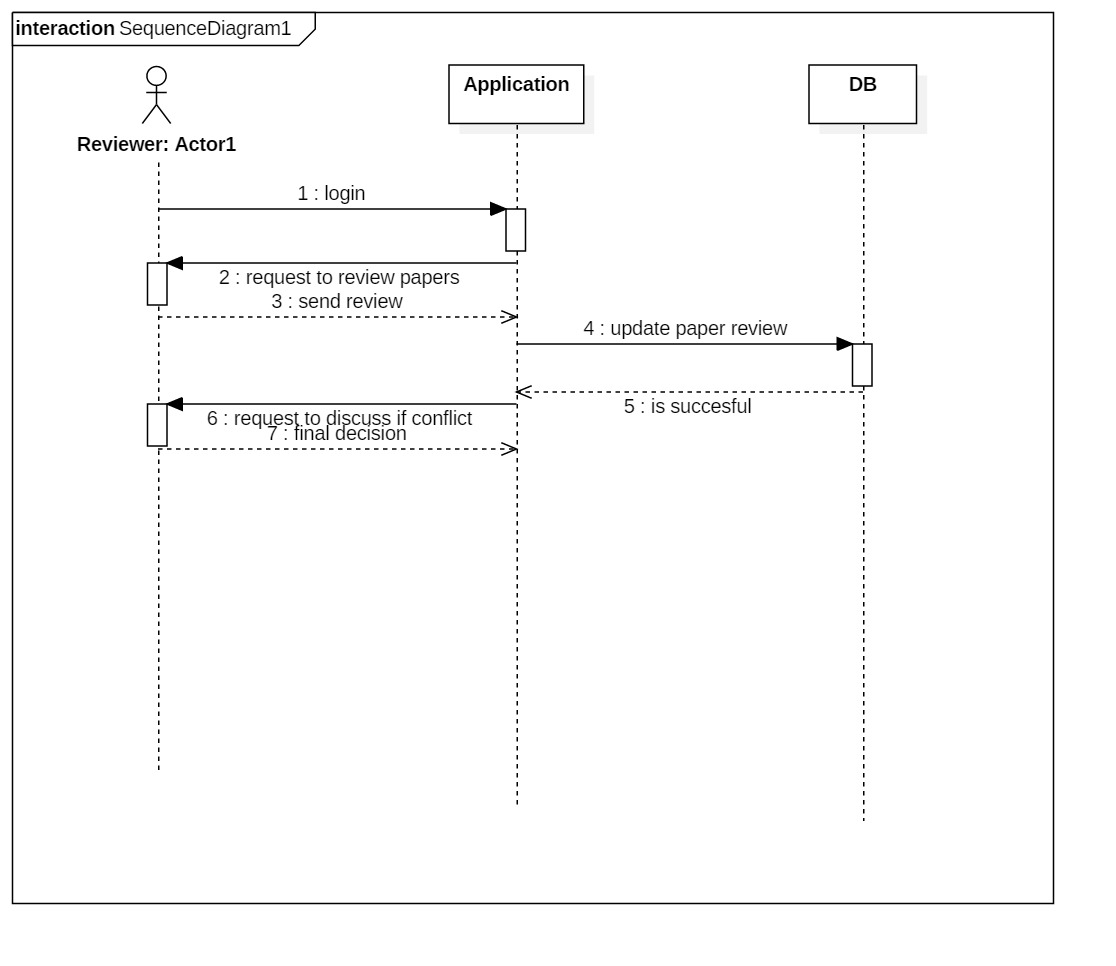 interaction SequenceDiagram1
Application
DB
Reviewer: Actor1
1 : login
2 : request to review papers
3 : send review
4 : update paper review
5 : is succesful
6 : request to discuss if conflict
7 : final decision